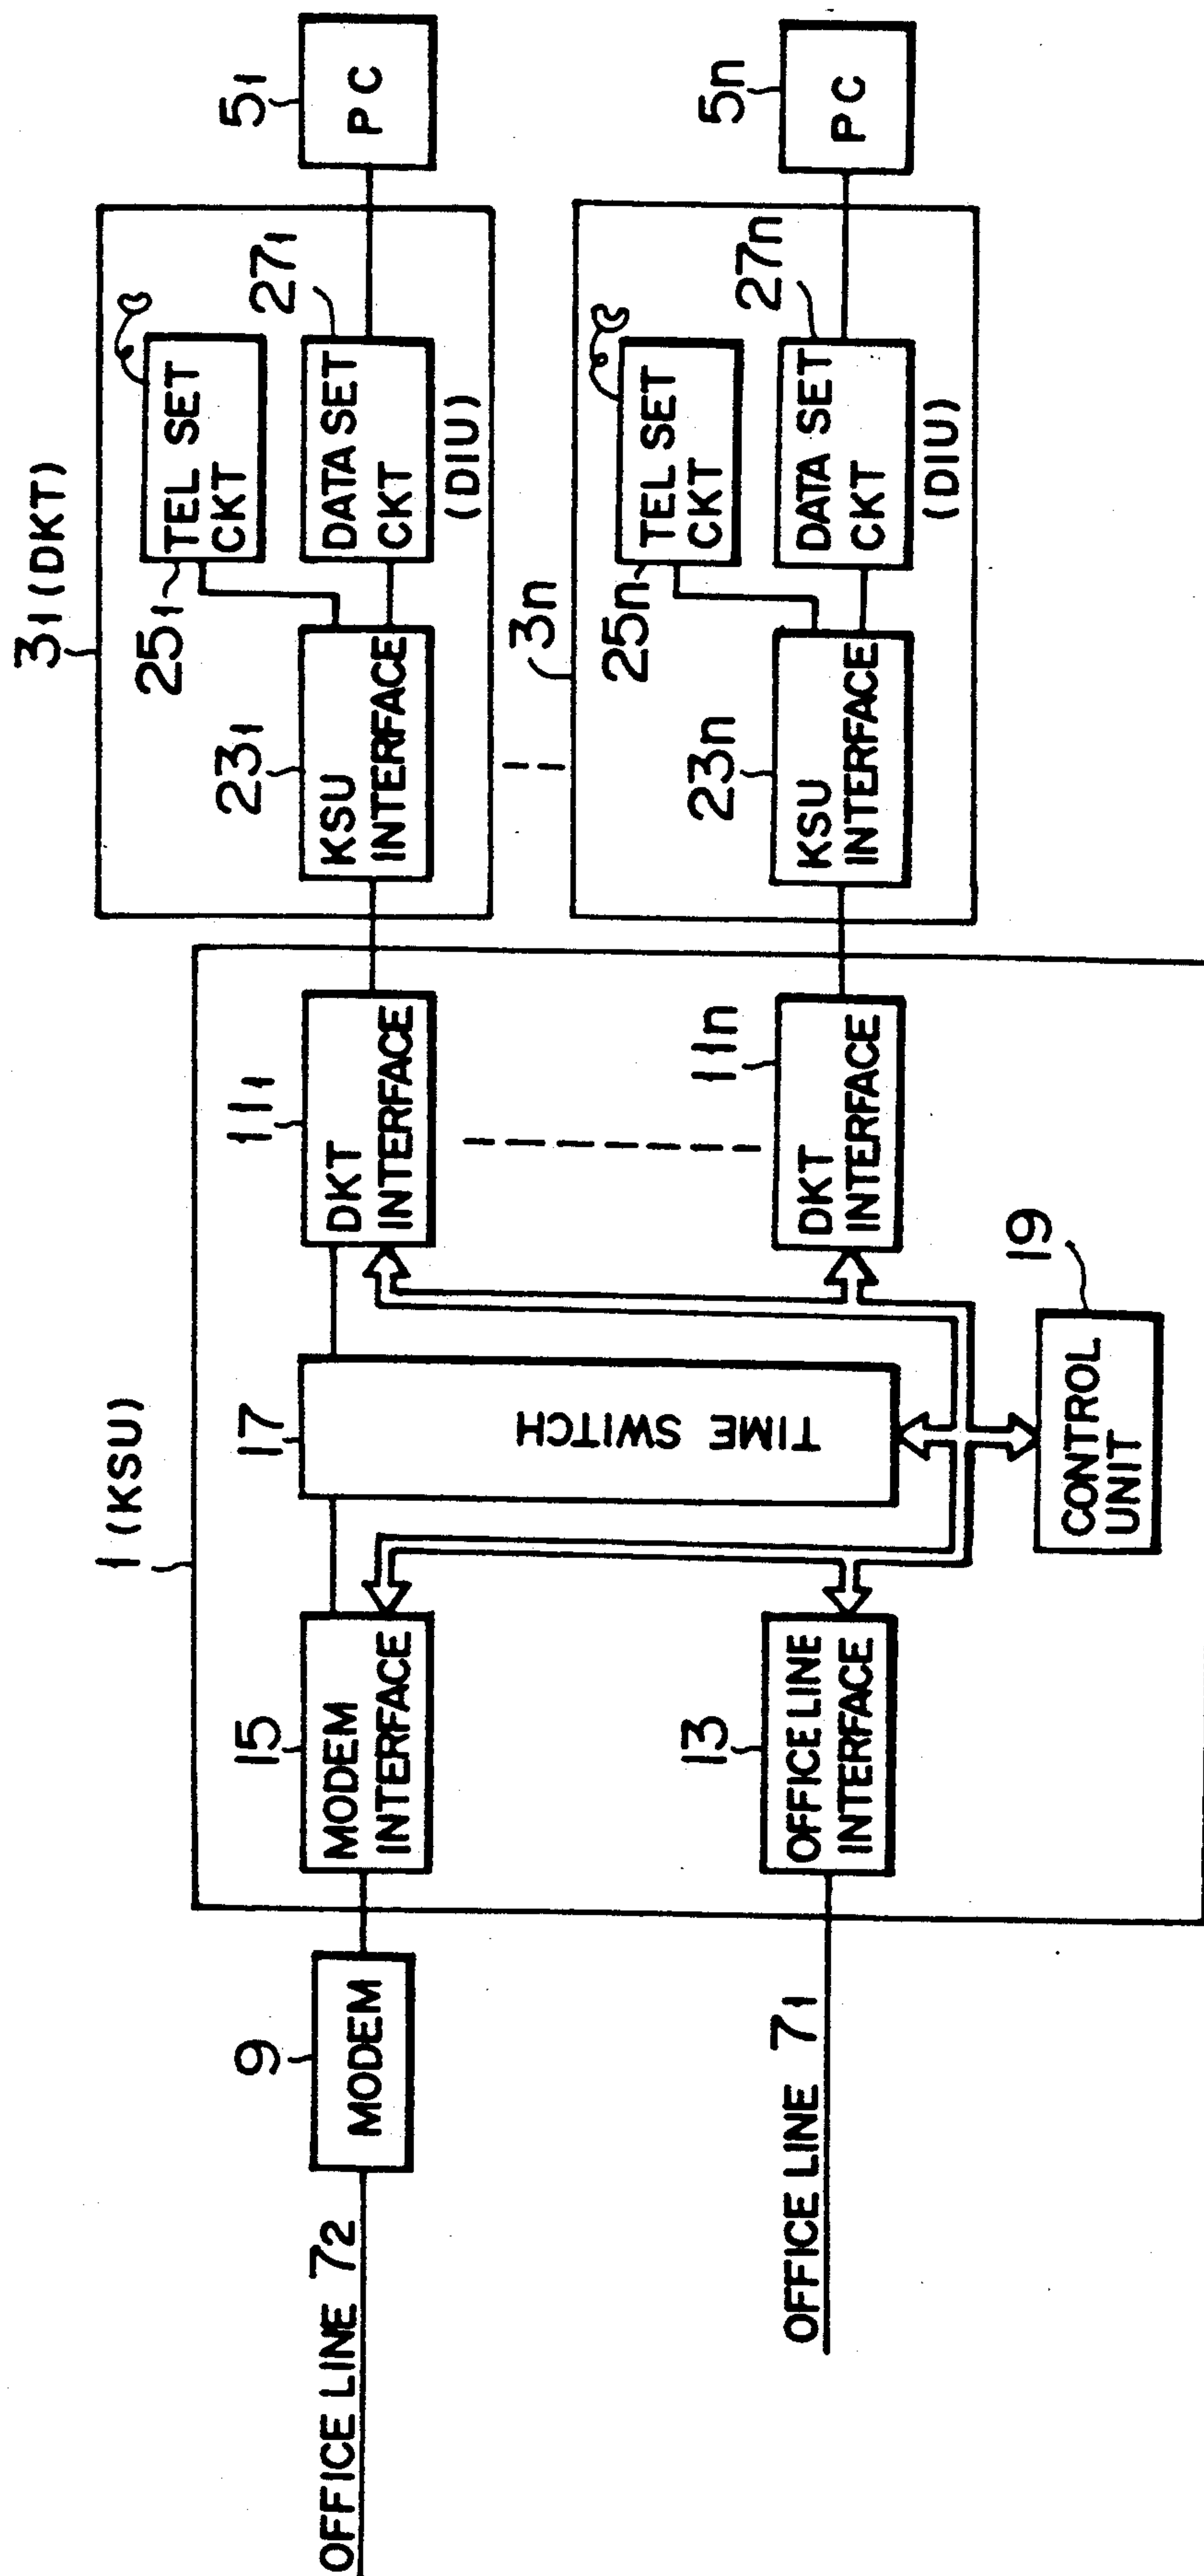 1 (KSU)
31 (DKT)
OFFICE LINE 72
9
MODEM
15
MODEM
INTERFACE
17
TIME SWITCH
111
DKT
INTERFACE
231
KSU
INTERFACE
251
TEL SET
CKT
271
DATA SET
CKT
(DIU)
51
PC
OFFICE LINE 71
13
OFFICE LINE
INTERFACE
19
CONTROL
UNIT
11n
DKT
INTERFACE
3n
23n
KSU
INTERFACE
25n
TEL SET
CKT
27n
DATA SET
CKT
(DIU)
5n
PC